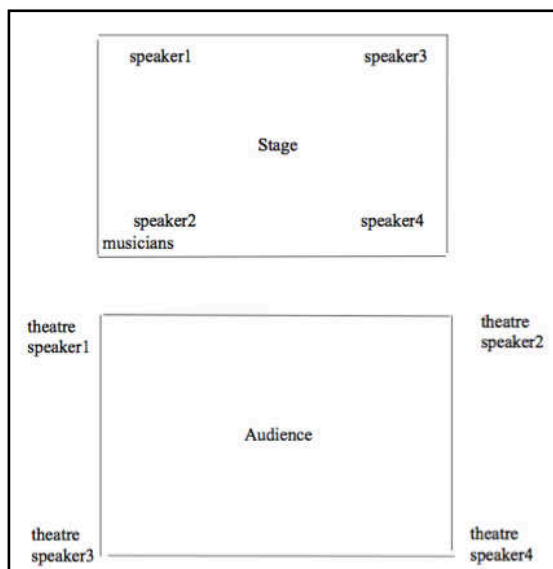 speaker1
speaker3
Stage
speaker2
speaker4
musicians
theatre
speaker1
theatre
speaker2
Audience
theatre
speaker3
theatre
speaker4